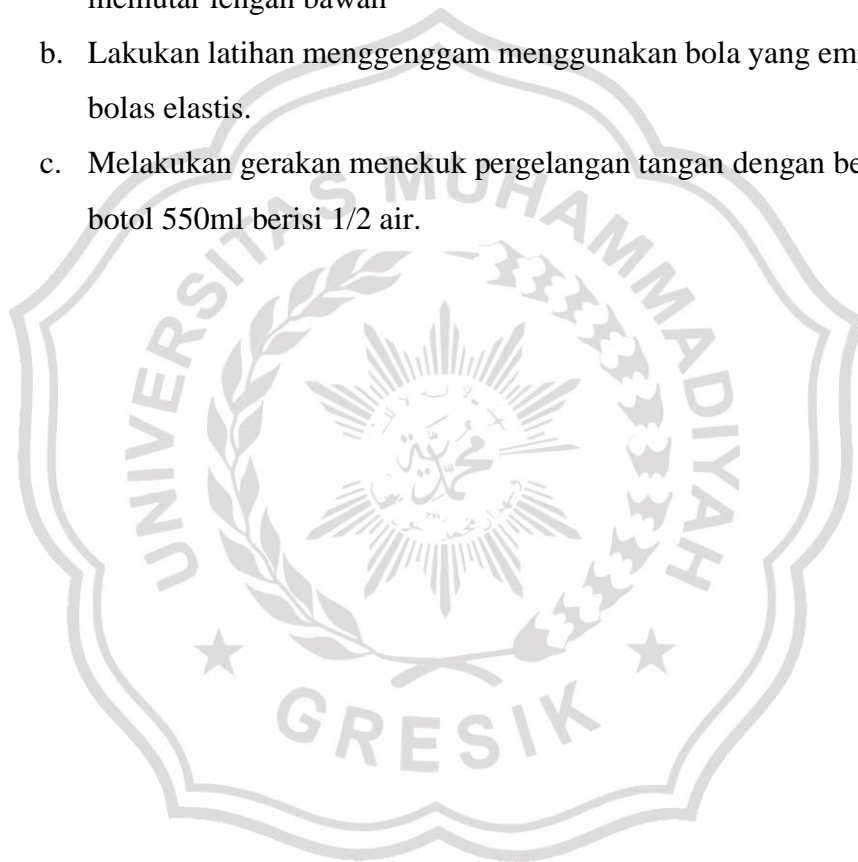 memutar lengan bawah
b. Lakukan latihan menggenggam menggunakan bola yang emp
bolas elastis.
c. Melakukan gerakan menekuk pergelangan tangan dengan be
botol 550ml berisi 1/2 air.
UNIVERSITAS MUHAMMADIYAH
GRESIK